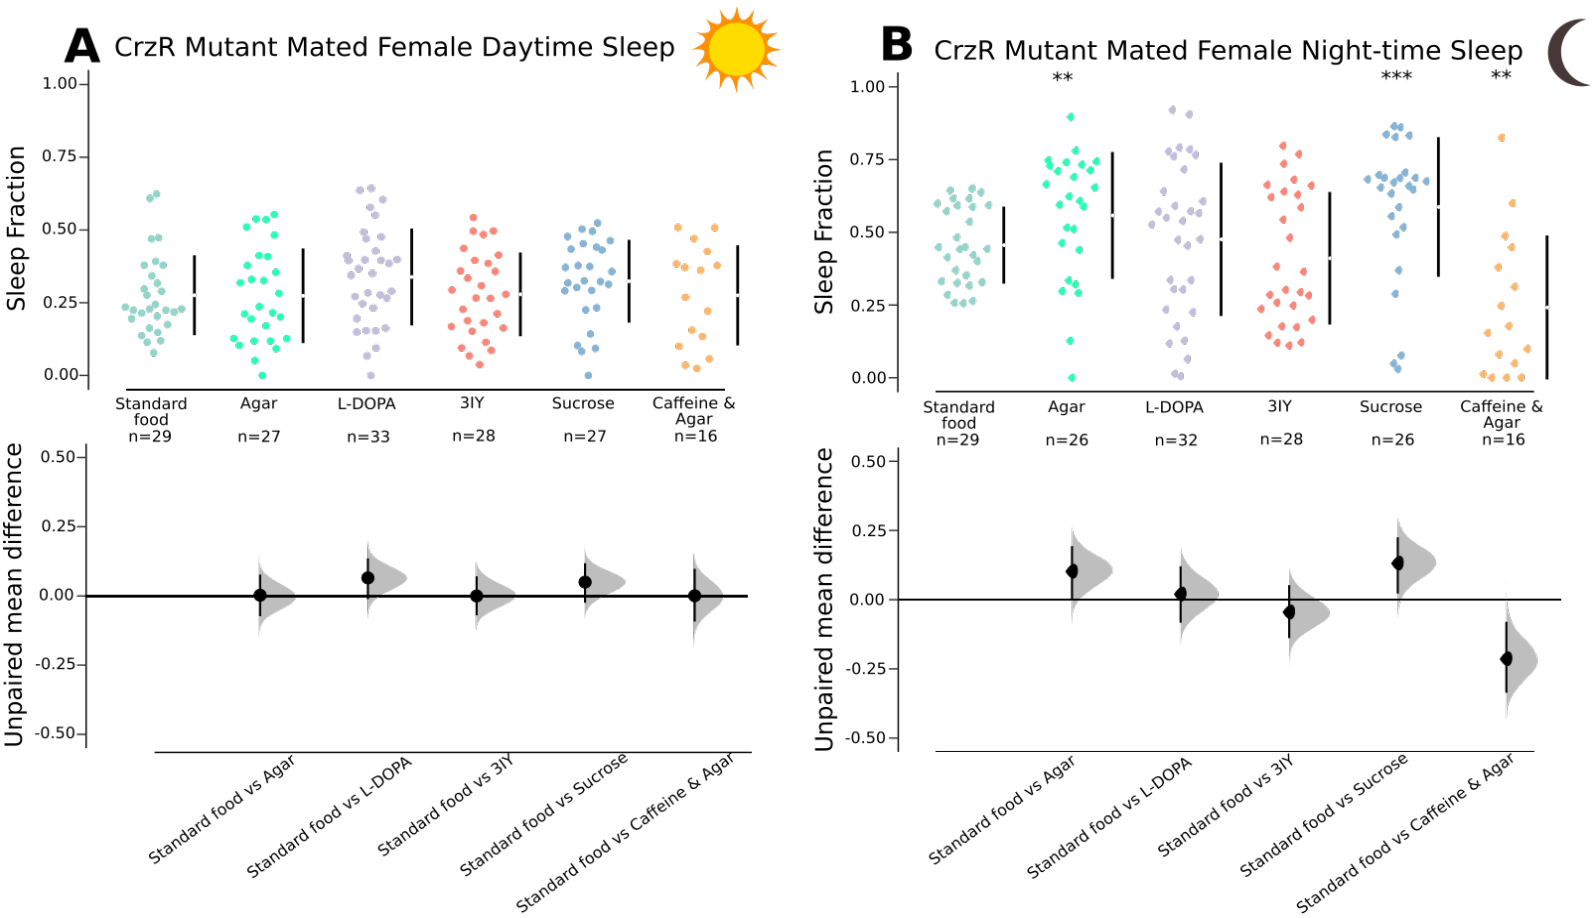 A CrzR Mutant Mated Female Daytime Sleep
Sleep Fraction
1.00
0.75
0.50
0.25
0.00
Standard food n=29
Agar n=27
L-DOPA n=33
3IY n=28
Sucrose n=27
Caffeine & Agar n=16
Unpaired mean difference
0.50
0.25
0.00
-0.25
-0.50
Standard food vs Agar
Standard food vs L-DOPA
Standard food vs 3IY
Standard food vs Sucrose
Standard food vs Caffeine & Agar
B CrzR Mutant Mated Female Night-time Sleep
** *** **
Sleep Fraction
1.00
0.75
0.50
0.25
0.00
Standard food n=29
Agar n=26
L-DOPA n=32
3IY n=28
Sucrose n=26
Caffeine & Agar n=16
Unpaired mean difference
0.50
0.25
0.00
-0.25
-0.50
Standard food vs Agar
Standard food vs L-DOPA
Standard food vs 3IY
Standard food vs Sucrose
Standard food vs Caffeine & Agar